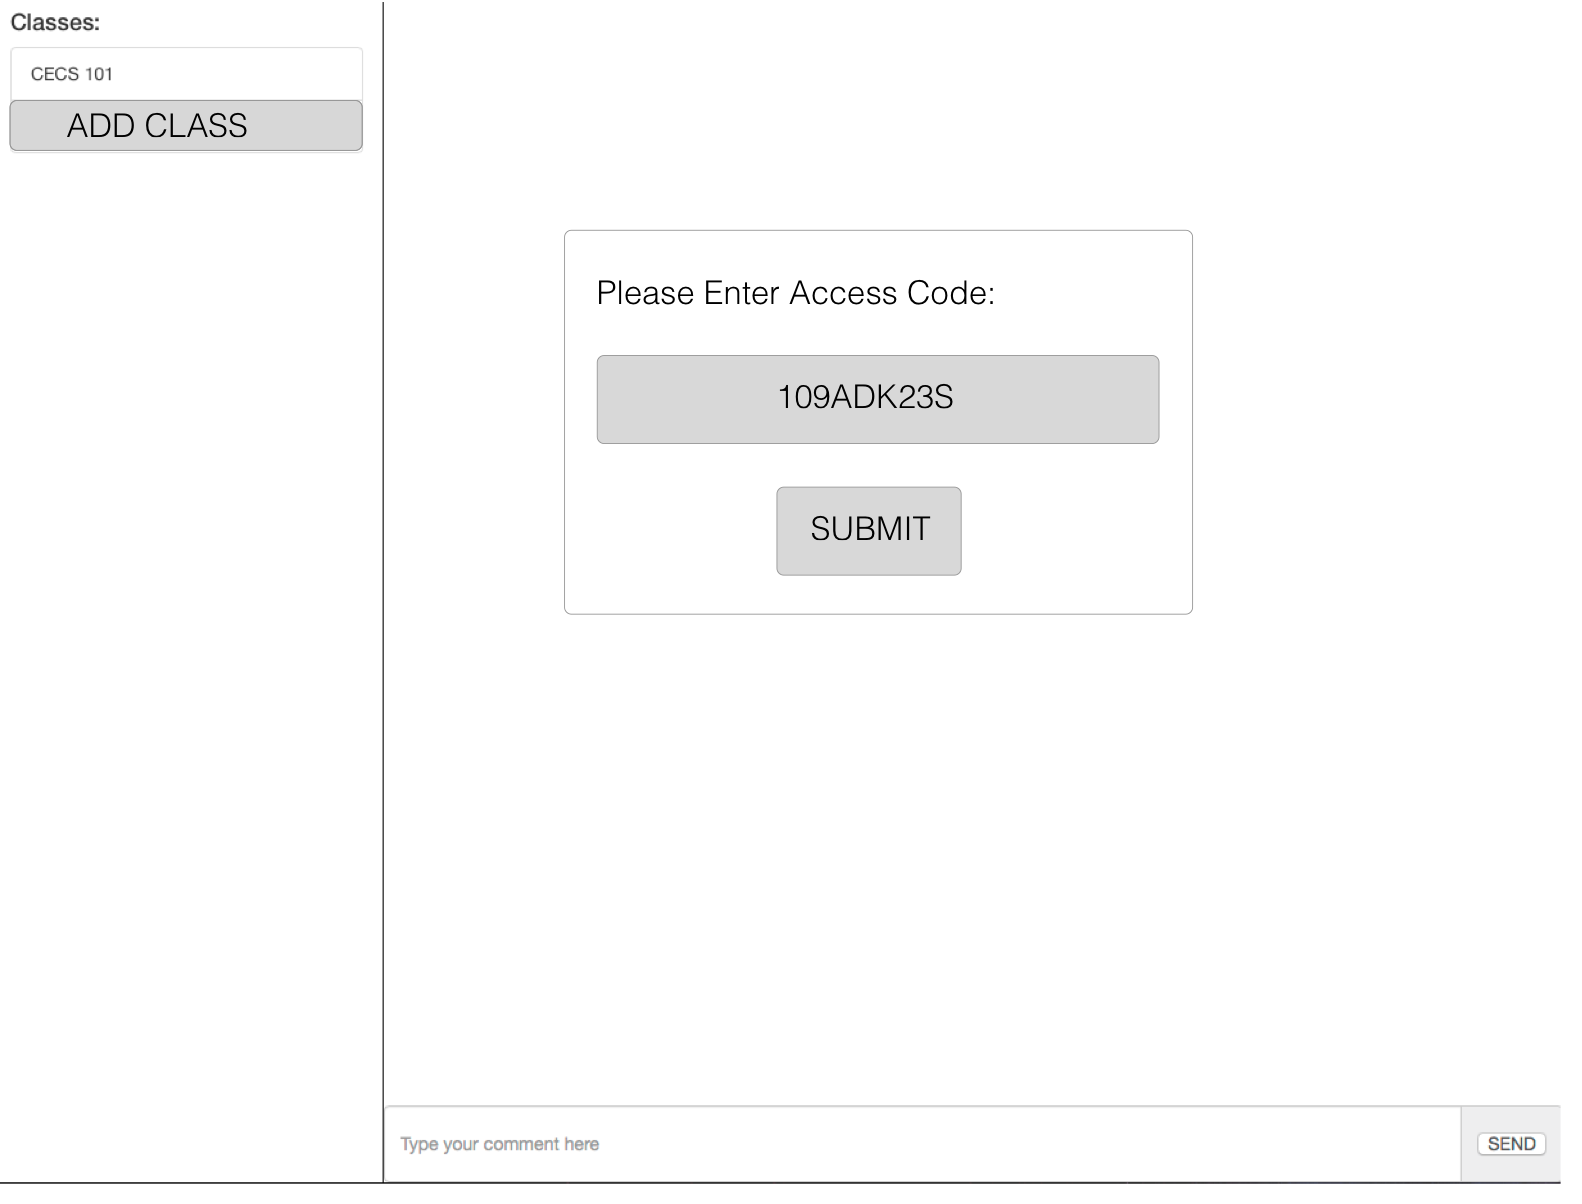 Classes:
CECS 101
ADD CLASS
Please Enter Access Code:
109ADK23S
SUBMIT
Type your comment here
SEND